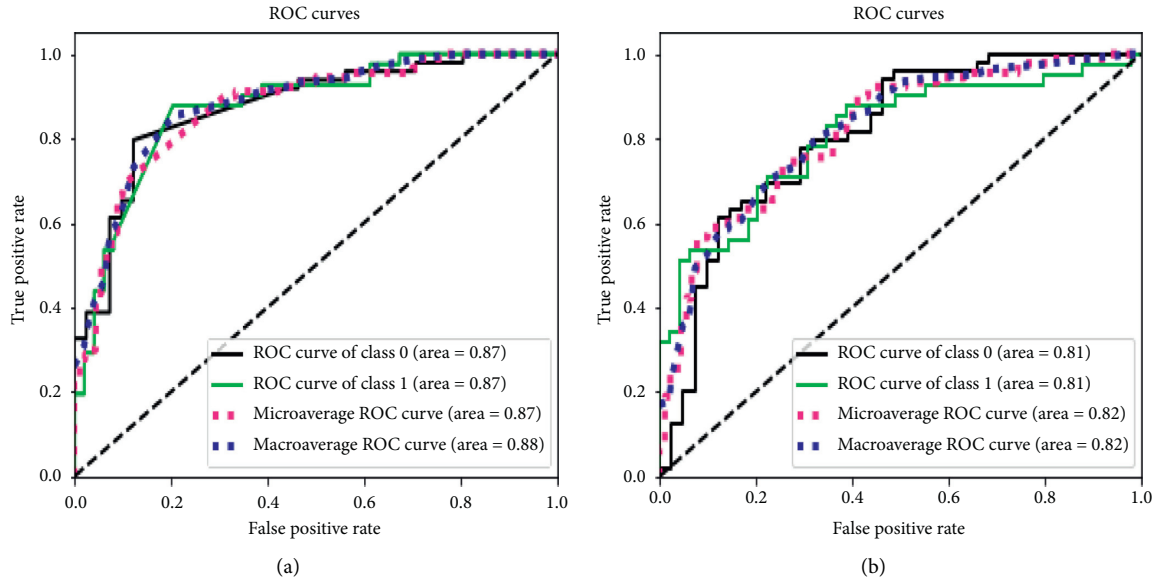 ROC curves
1.0
0.8
0.6
0.4
0.2
0.0
True positive rate
ROC curve of class 0 (area = 0.87)
ROC curve of class 1 (area = 0.87)
Microaverage ROC curve (area = 0.87)
Macroaverage ROC curve (area = 0.88)
0.0 0.2 0.4 0.6 0.8 1.0
False positive rate
(a)
ROC curves
1.0
0.8
0.6
0.4
0.2
0.0
True positive rate
ROC curve of class 0 (area = 0.81)
ROC curve of class 1 (area = 0.81)
Microaverage ROC curve (area = 0.82)
Macroaverage ROC curve (area = 0.82)
0.0 0.2 0.4 0.6 0.8 1.0
False positive rate
(b)